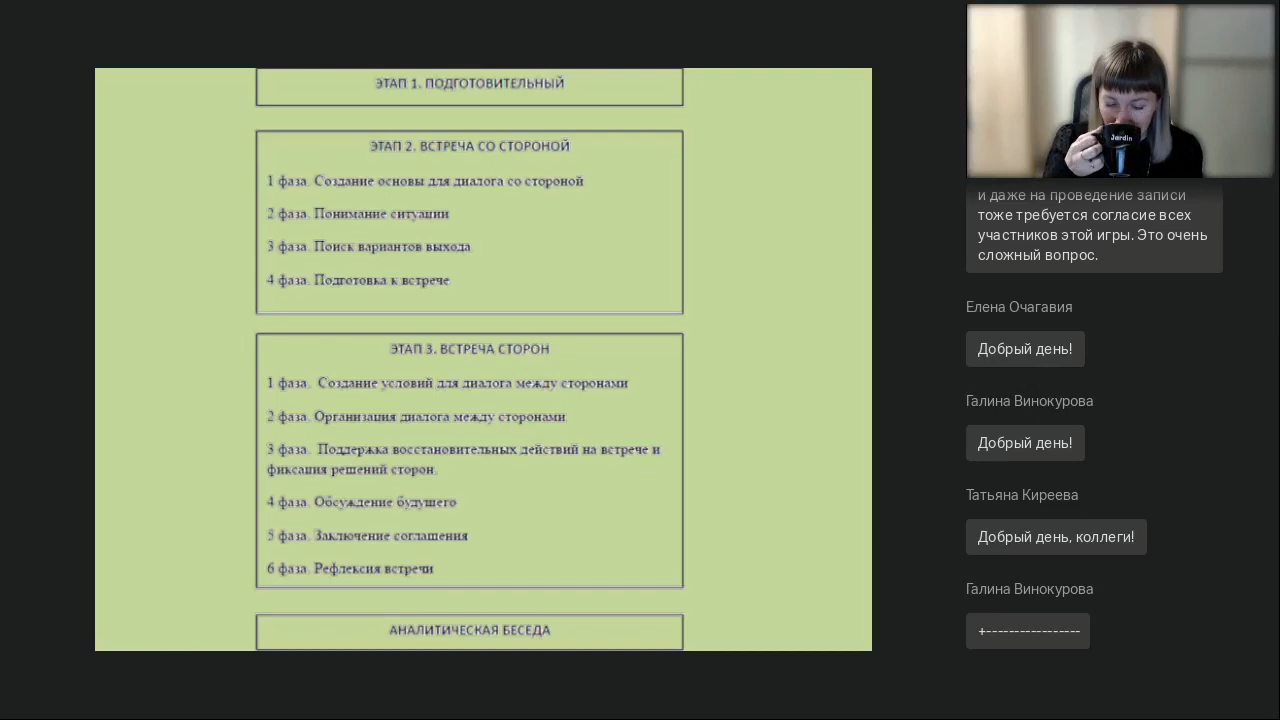 ЭТАП 1. ПОДГОТОВИТЕЛЬНЫЙ
ЭТАП 2. ВСТРЕЧА СО СТОРОНОЙ
1 фаза. Создание основы для диалога со стороной
2 фаза. Понимание ситуации
3 фаза. Поиск вариантов выхода
4 фаза. Подготовка к встрече
ЭТАП 3. ВСТРЕЧА СТОРОН
1 фаза. Создание условий для диалога между сторонами
2 фаза. Организация диалога между сторонами
3 фаза. Поддержка восстановительных действий на встрече и
фиксация решений сторон.
4 фаза. Обсуждение будущего
5 фаза. Заключение соглашения
6 фаза. Рефлексия встречи
АНАЛИТИЧЕСКАЯ БЕСЕДА
Jardin
и даже на проведение записи
тоже требуется согласие всех
участников этой игры. Это очень
сложный вопрос.
Елена Очагавия
Добрый день!
Галина Винокурова
Добрый день!
Татьяна Киреева
Добрый день, коллеги!
Галина Винокурова
+-----------------